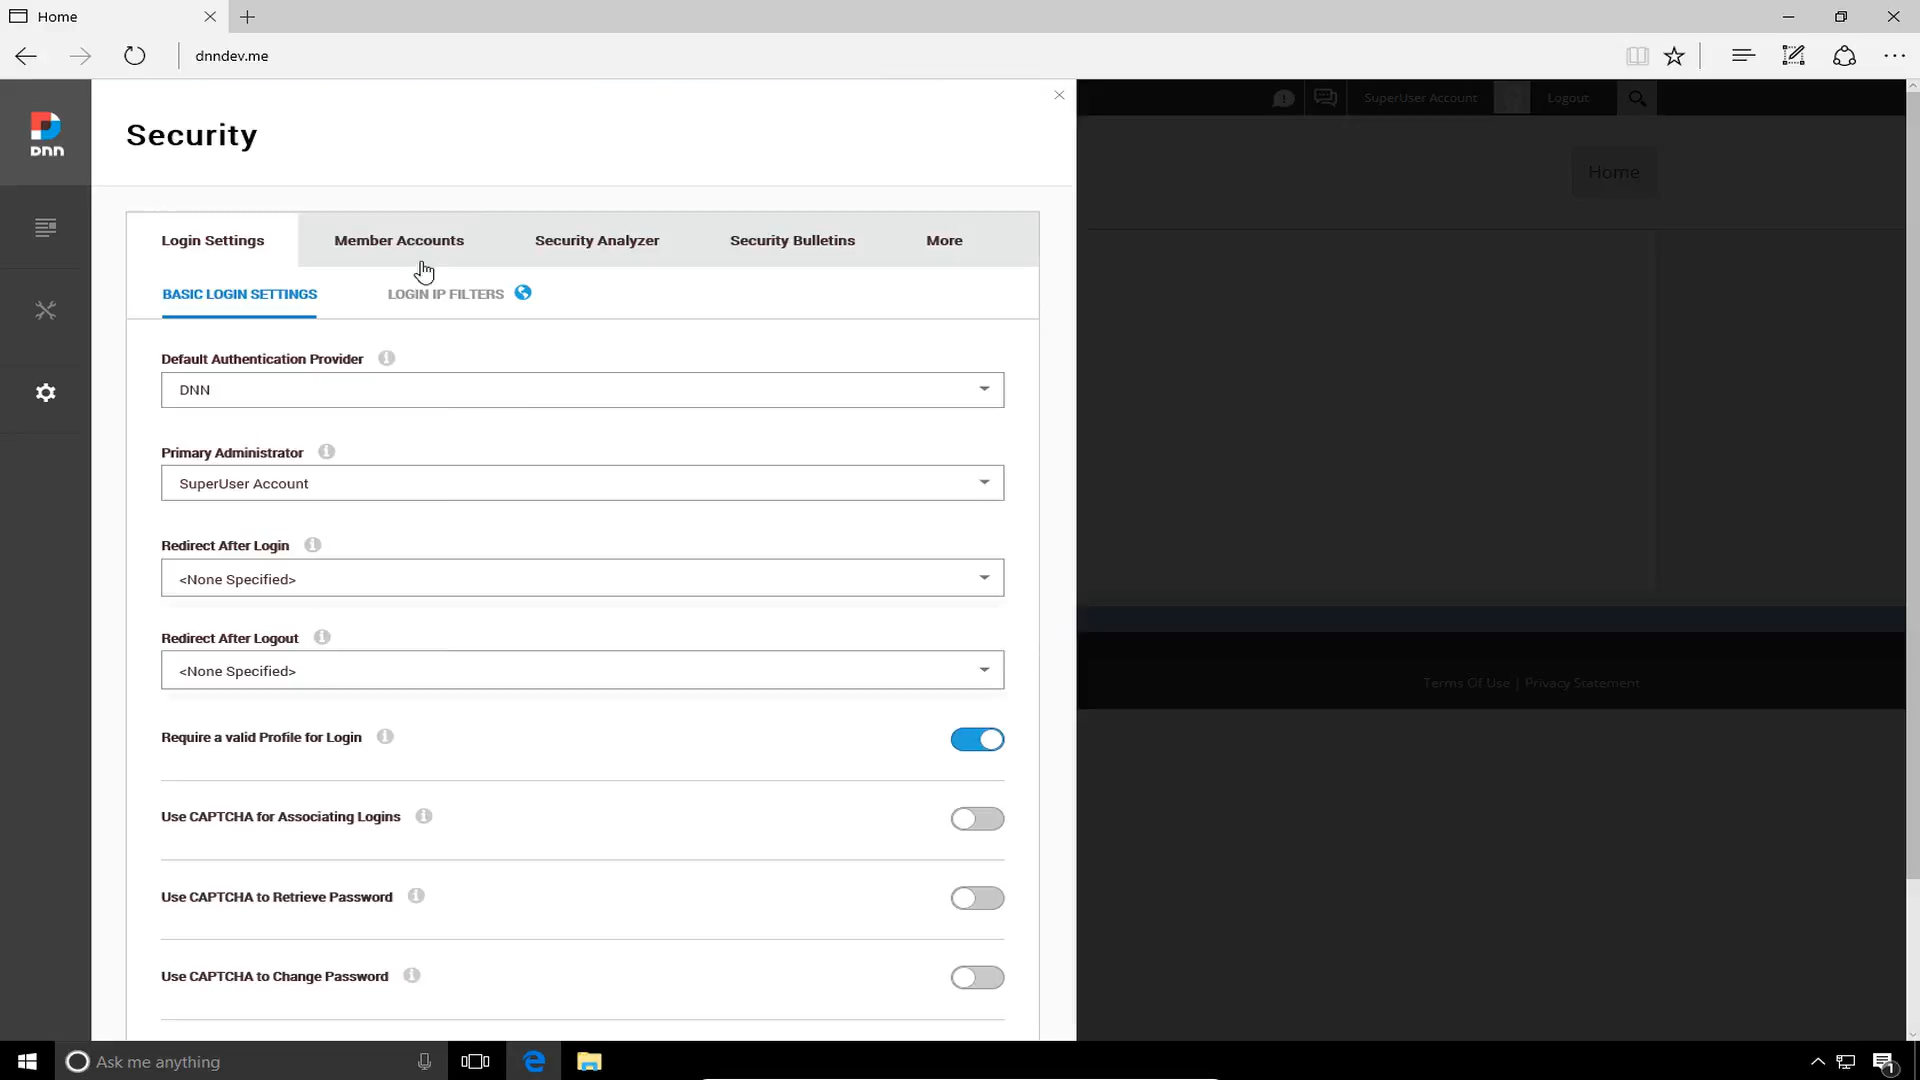 Home
dnndev.me
DNN
SuperUser Account
Logout
Security
Home
Login Settings
Member Accounts
Security Analyzer
Security Bulletins
More
BASIC LOGIN SETTINGS
LOGIN IP FILTERS
Default Authentication Provider
DNN
Primary Administrator
SuperUser Account
Redirect After Login
<None Specified>
Redirect After Logout
<None Specified>
Terms Of Use | Privacy Statement
Require a valid Profile for Login
Use CAPTCHA for Associating Logins
Use CAPTCHA to Retrieve Password
Use CAPTCHA to Change Password
Ask me anything
1